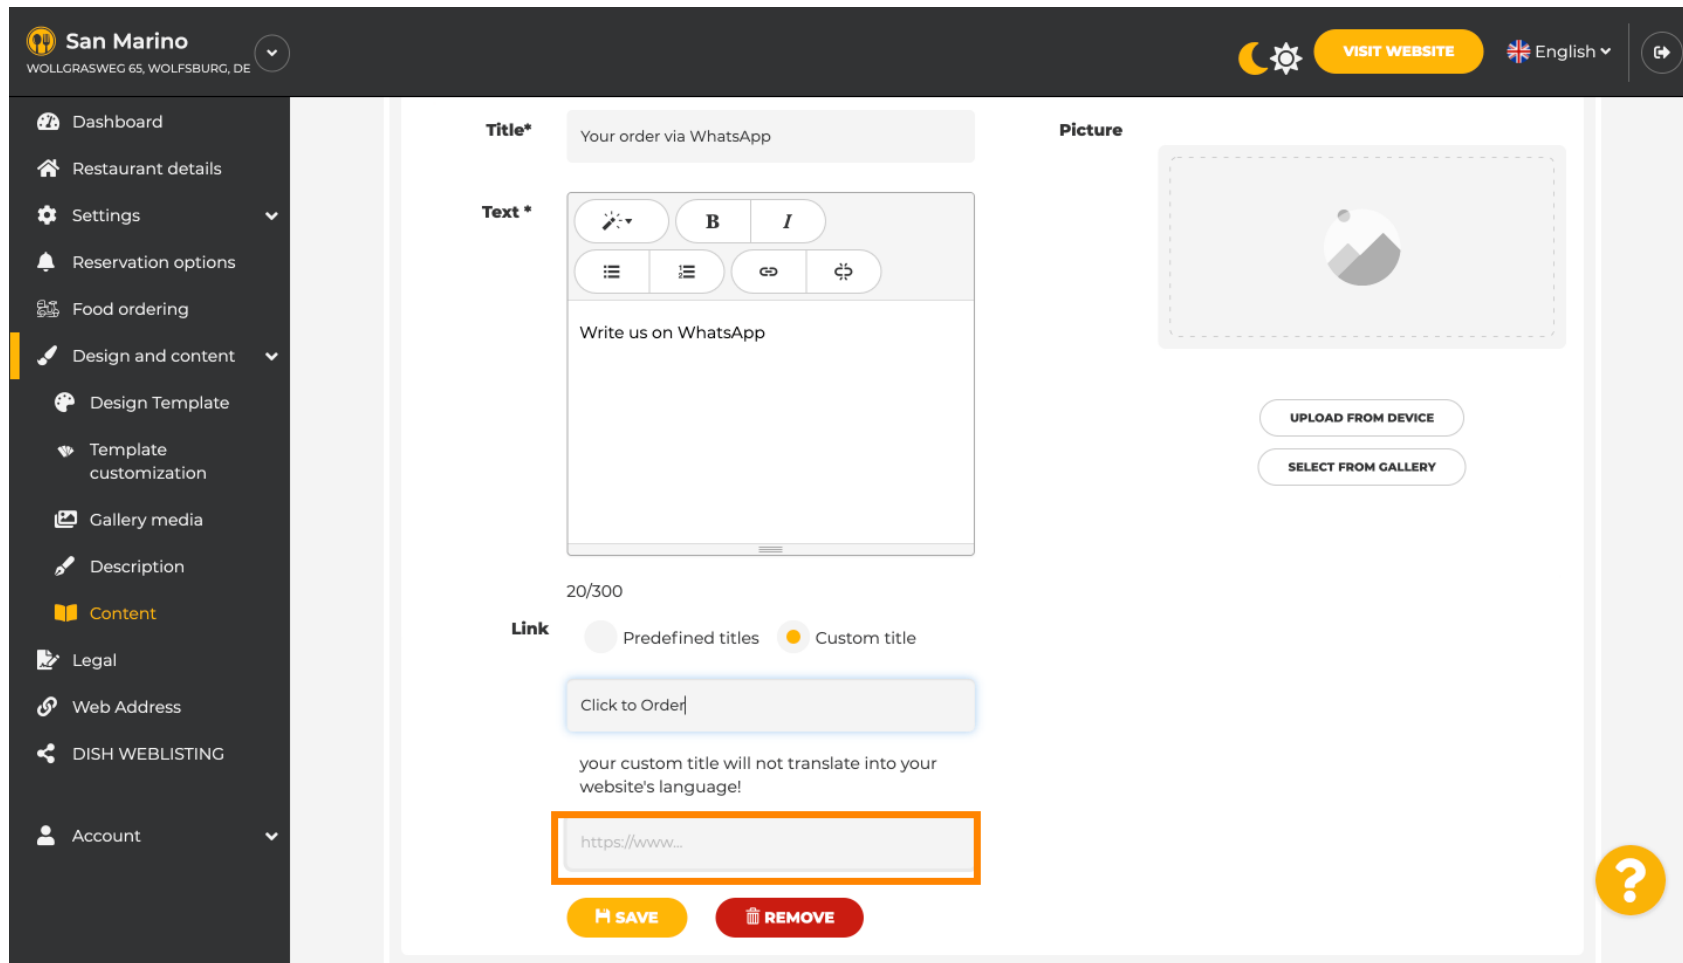 San Marino
WOLLGRASWEG 65, WOLFSBURG, DE
VISIT WEBSITE
English
Dashboard
Restaurant details
Settings
Reservation options
Food ordering
Design and content
Design Template
Template
customization
Gallery media
Description
Content
Legal
Web Address
DISH WEBLISTING
Account
Title*
Your order via WhatsApp
Text *
B I
Write us on WhatsApp
20/300
Link
Predefined titles Custom title
Click to Order
your custom title will not translate into your
website's language!
https://www...
SAVE REMOVE
Picture
UPLOAD FROM DEVICE
SELECT FROM GALLERY
?